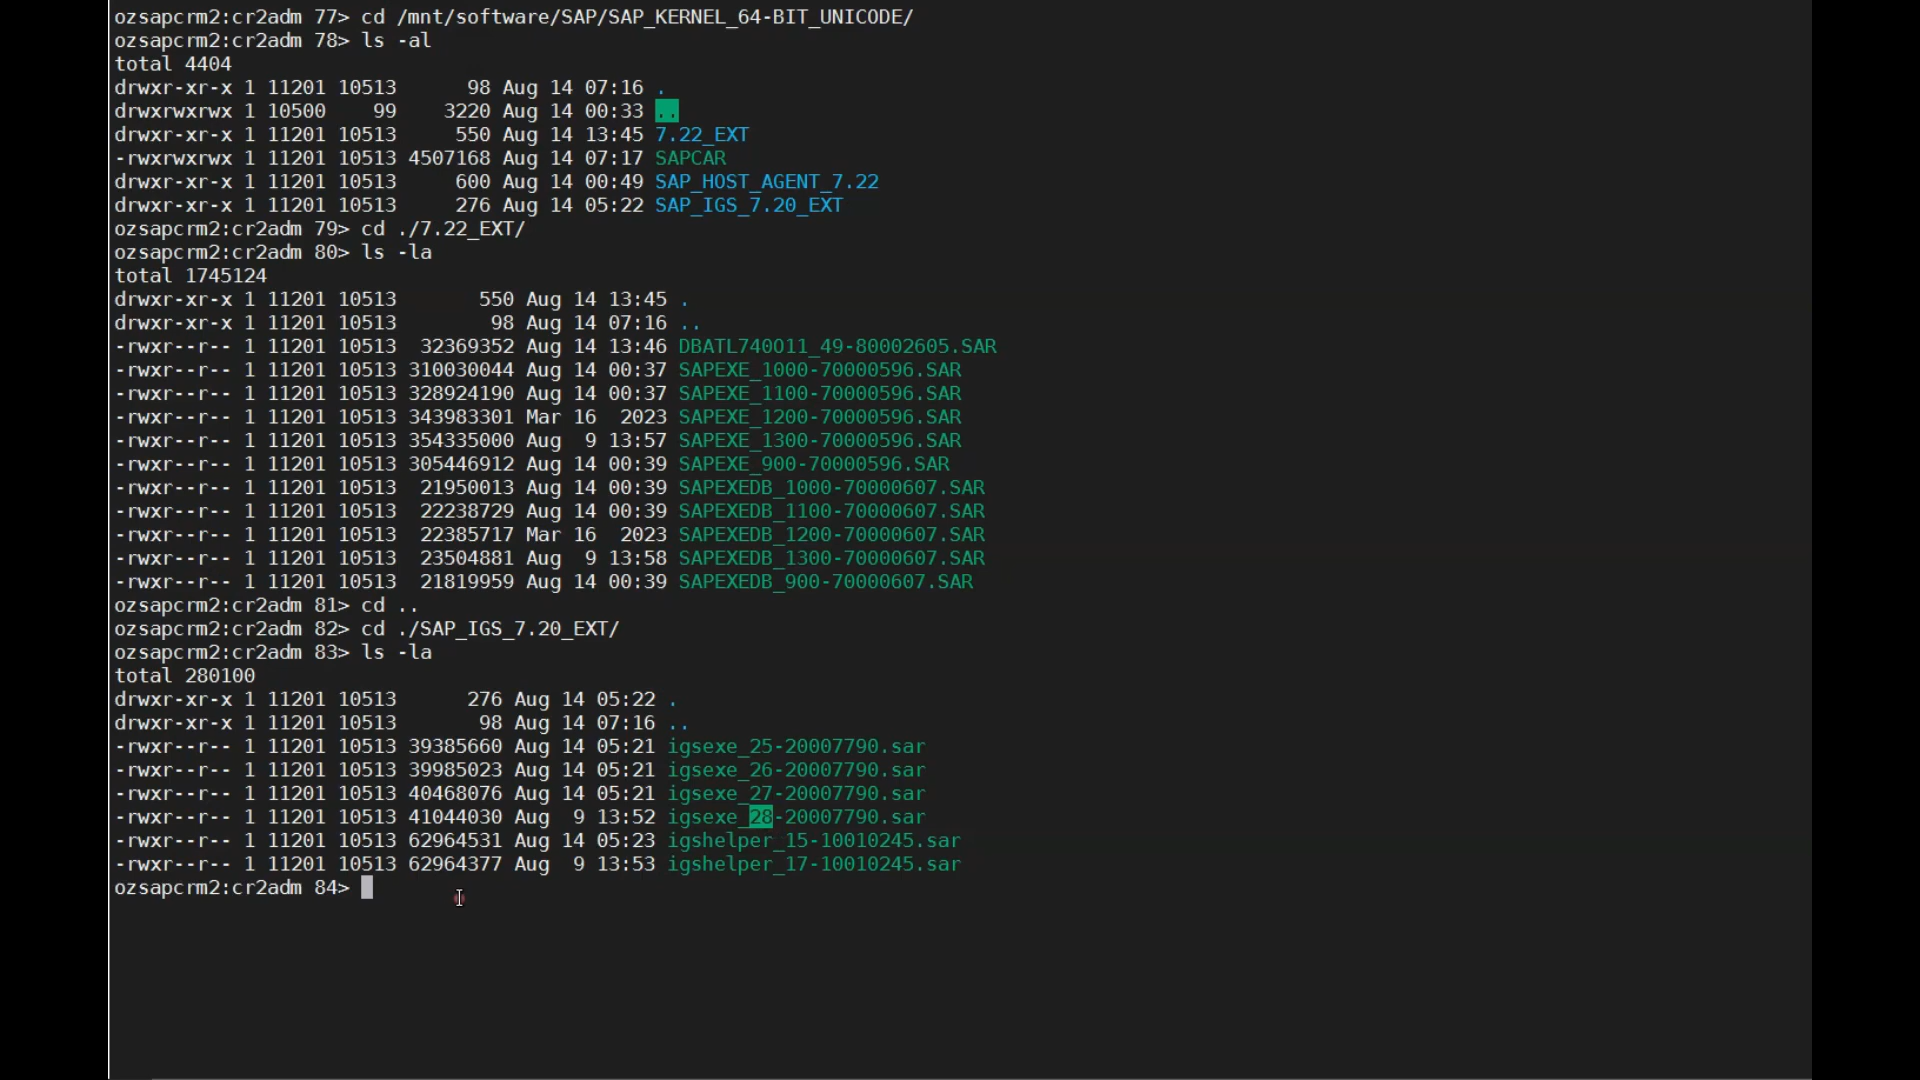 ozsapcrm2:cr2adm 77> cd /mnt/software/SAP/SAP_KERNEL_64-BIT_UNICODE/
ozsapcrm2:cr2adm 78> ls -al
total 4404
drwxr-xr-x 1 11201 10513      98 Aug 14 07:16 .
drwxrwxrwx 1 10500    99    3220 Aug 14 00:33 ..
drwxr-xr-x 1 11201 10513     550 Aug 14 13:45 7.22_EXT
-rwxrwxrwx 1 11201 10513 4507168 Aug 14 07:17 SAPCAR
drwxr-xr-x 1 11201 10513     600 Aug 14 00:49 SAP_HOST_AGENT_7.22
drwxr-xr-x 1 11201 10513     276 Aug 14 05:22 SAP_IGS_7.20_EXT
ozsapcrm2:cr2adm 79> cd ./7.22_EXT/
ozsapcrm2:cr2adm 80> ls -la
total 1745124
drwxr-xr-x 1 11201 10513       550 Aug 14 13:45 .
drwxr-xr-x 1 11201 10513        98 Aug 14 07:16 ..
-rwxr--r-- 1 11201 10513  32369352 Aug 14 13:46 DBATL740O11_49-80002605.SAR
-rwxr--r-- 1 11201 10513 310030044 Aug 14 00:37 SAPEXE_1000-70000596.SAR
-rwxr--r-- 1 11201 10513 328924190 Aug 14 00:37 SAPEXE_1100-70000596.SAR
-rwxr--r-- 1 11201 10513 343983301 Mar 16  2023 SAPEXE_1200-70000596.SAR
-rwxr--r-- 1 11201 10513 354335000 Aug  9 13:57 SAPEXE_1300-70000596.SAR
-rwxr--r-- 1 11201 10513 305446912 Aug 14 00:39 SAPEXE_900-70000596.SAR
-rwxr--r-- 1 11201 10513  21950013 Aug 14 00:39 SAPEXEDB_1000-70000607.SAR
-rwxr--r-- 1 11201 10513  22238729 Aug 14 00:39 SAPEXEDB_1100-70000607.SAR
-rwxr--r-- 1 11201 10513  22385717 Mar 16  2023 SAPEXEDB_1200-70000607.SAR
-rwxr--r-- 1 11201 10513  23504881 Aug  9 13:58 SAPEXEDB_1300-70000607.SAR
-rwxr--r-- 1 11201 10513  21819959 Aug 14 00:39 SAPEXEDB_900-70000607.SAR
ozsapcrm2:cr2adm 81> cd ..
ozsapcrm2:cr2adm 82> cd ./SAP_IGS_7.20_EXT/
ozsapcrm2:cr2adm 83> ls -la
total 280100
drwxr-xr-x 1 11201 10513      276 Aug 14 05:22 .
drwxr-xr-x 1 11201 10513       98 Aug 14 07:16 ..
-rwxr--r-- 1 11201 10513 39385660 Aug 14 05:21 igsexe_25-20007790.sar
-rwxr--r-- 1 11201 10513 39985023 Aug 14 05:21 igsexe_26-20007790.sar
-rwxr--r-- 1 11201 10513 40468076 Aug 14 05:21 igsexe_27-20007790.sar
-rwxr--r-- 1 11201 10513 41044030 Aug  9 13:52 igsexe_28-20007790.sar
-rwxr--r-- 1 11201 10513 62964531 Aug 14 05:23 igshelper_15-10010245.sar
-rwxr--r-- 1 11201 10513 62964377 Aug  9 13:53 igshelper_17-10010245.sar
ozsapcrm2:cr2adm 84>